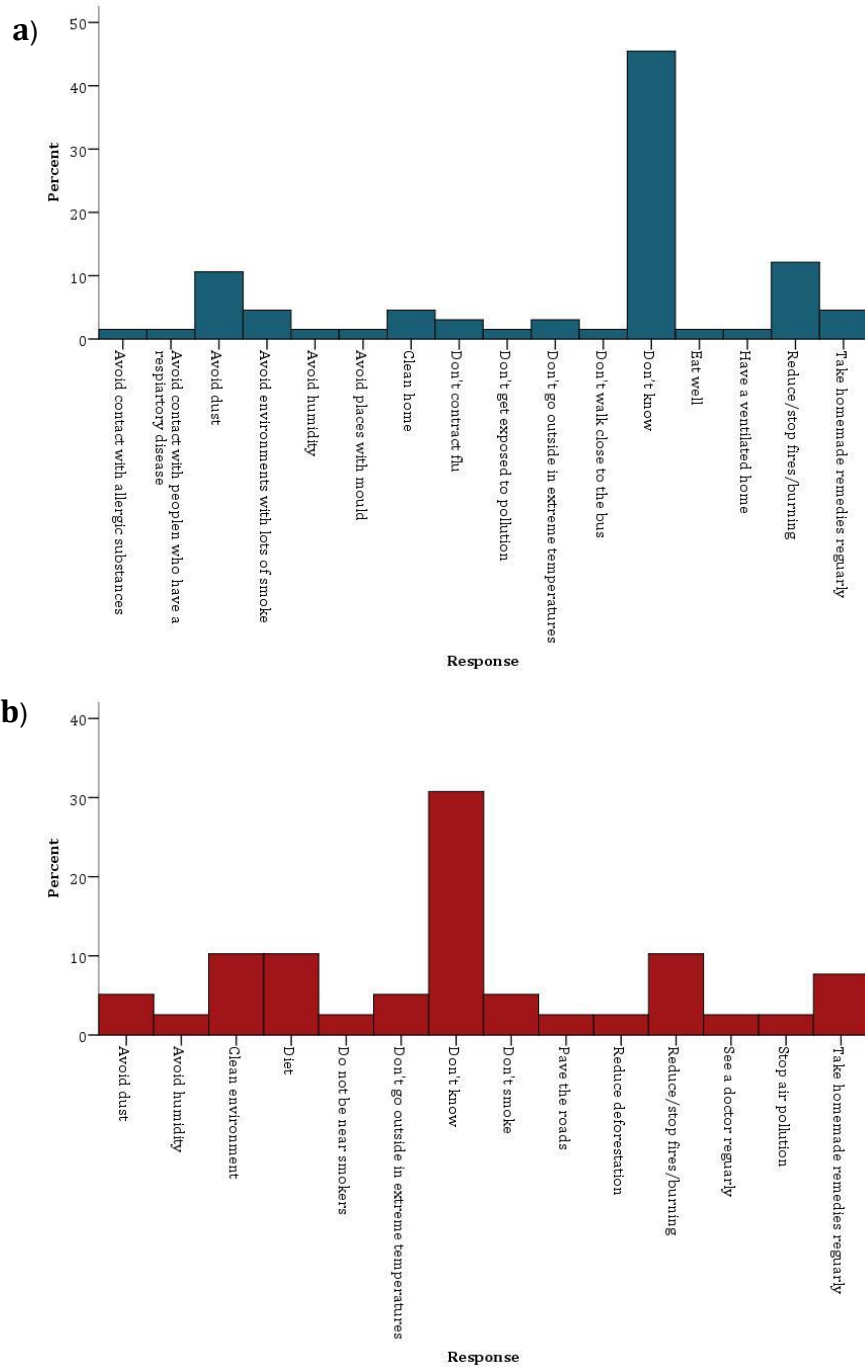 a)
50
40
30
20
10
0
Percent
Avoid contact with allergic substances
Avoid contact with peoplen who have a
respiartory disease
Avoid dust
Avoid environments with lots of smoke
Avoid humidity
Avoid places with mould
Clean home
Don't contract flu
Don't get exposed to pollution
Don't go outside in extreme temperatures
Don't walk close to the bus
Don't know
Eat well
Have a ventilated home
Reduce/stop fires/burning
Take homemade remedies reguarly
Response
b)
40
30
20
10
0
Percent
Avoid dust
Avoid humidity
Clean environment
Diet
Do not be near smokers
Don't go outside in extreme temperatures
Don't know
Don't smoke
Pave the roads
Reduce deforestation
Reduce/stop fires/burning
See a doctor reguarly
Stop air pollution
Take homemade remedies reguarly
Response